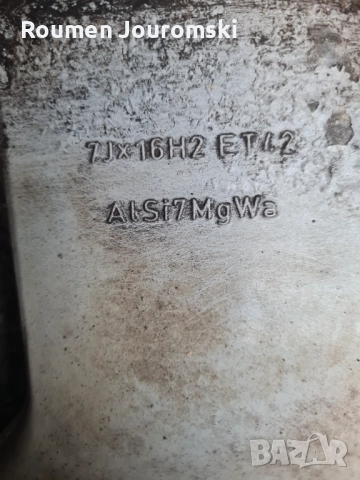 Roumen Jouromski
7Jx16H2 ET42
AlSi7MgWa
BAZAR